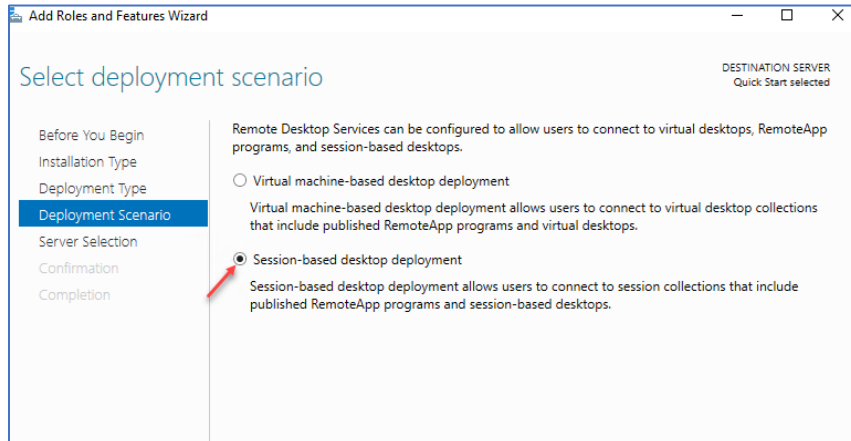 Add Roles and Features Wizard
Select deployment scenario
DESTINATION SERVER
Quick Start selected
Before You Begin
Installation Type
Deployment Type
Deployment Scenario
Server Selection
Confirmation
Completion
Remote Desktop Services can be configured to allow users to connect to virtual desktops, RemoteApp
programs, and session-based desktops.
Virtual machine-based desktop deployment
Virtual machine-based desktop deployment allows users to connect to virtual desktop collections
that include published RemoteApp programs and virtual desktops.
Session-based desktop deployment
Session-based desktop deployment allows users to connect to session collections that include
published RemoteApp programs and session-based desktops.